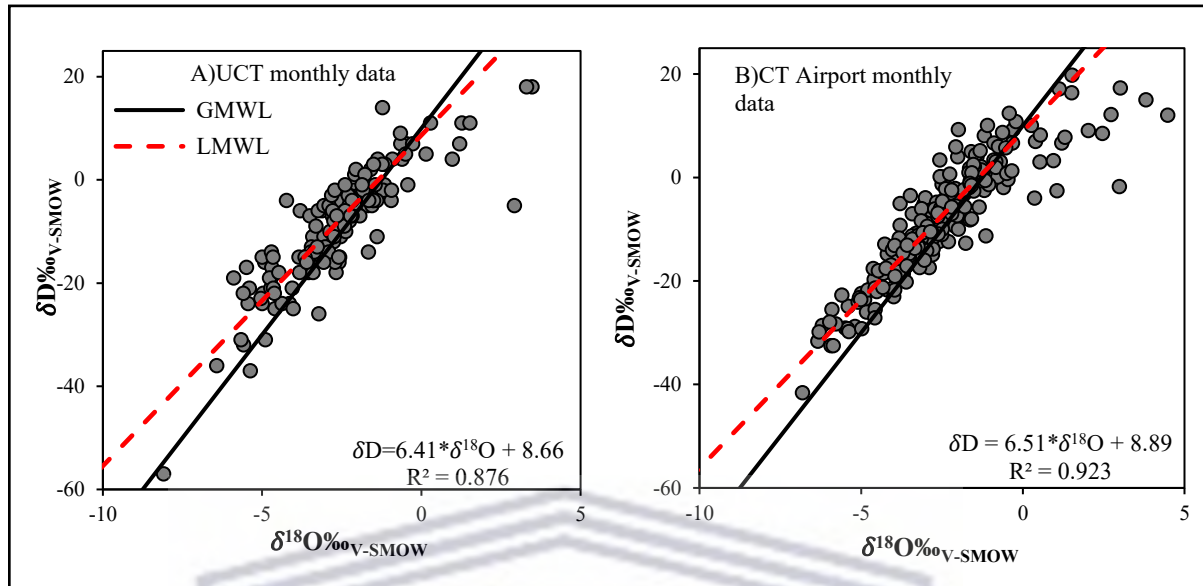 A)UCT monthly data
GMWL
LMWL
20
0
-20
-40
-60
-10
-5
0
5
δD‰V-SMOW
δ¹⁸O‰V-SMOW
δD=6.41*δ¹⁸O + 8.66
R² = 0.876
B)CT Airport monthly
data
20
0
-20
-40
-60
-10
-5
0
5
δD‰V-SMOW
δ¹⁸O‰V-SMOW
δD = 6.51*δ¹⁸O + 8.89
R² = 0.923